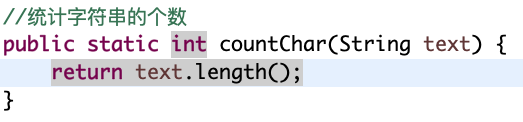 //统计字符串的个数
public static int countChar(String text) {
    return text.length();
}